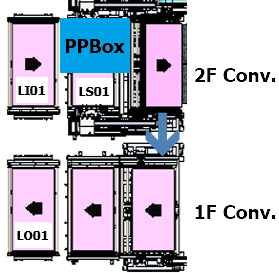 PPBox
2F Conv.
LI01
LS01
1F Conv.
LO01